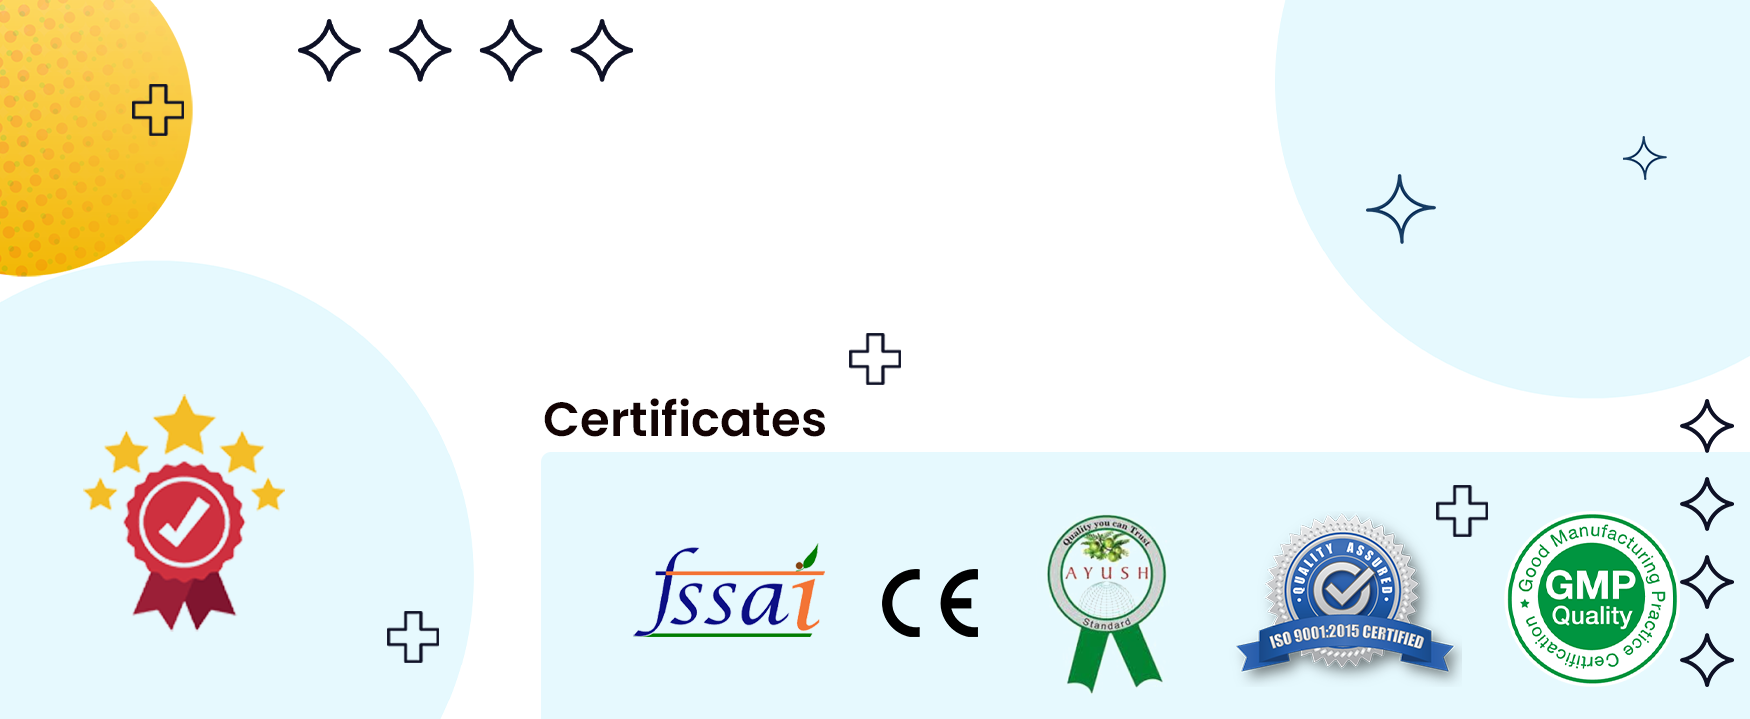 Certificates
fssai
CE
Quality you can Trust
AYUSH
Standard
QUALITY ASSURED
ISO 9001:2015 CERTIFIED
Good Manufacturing Practice Certification
GMP
Quality